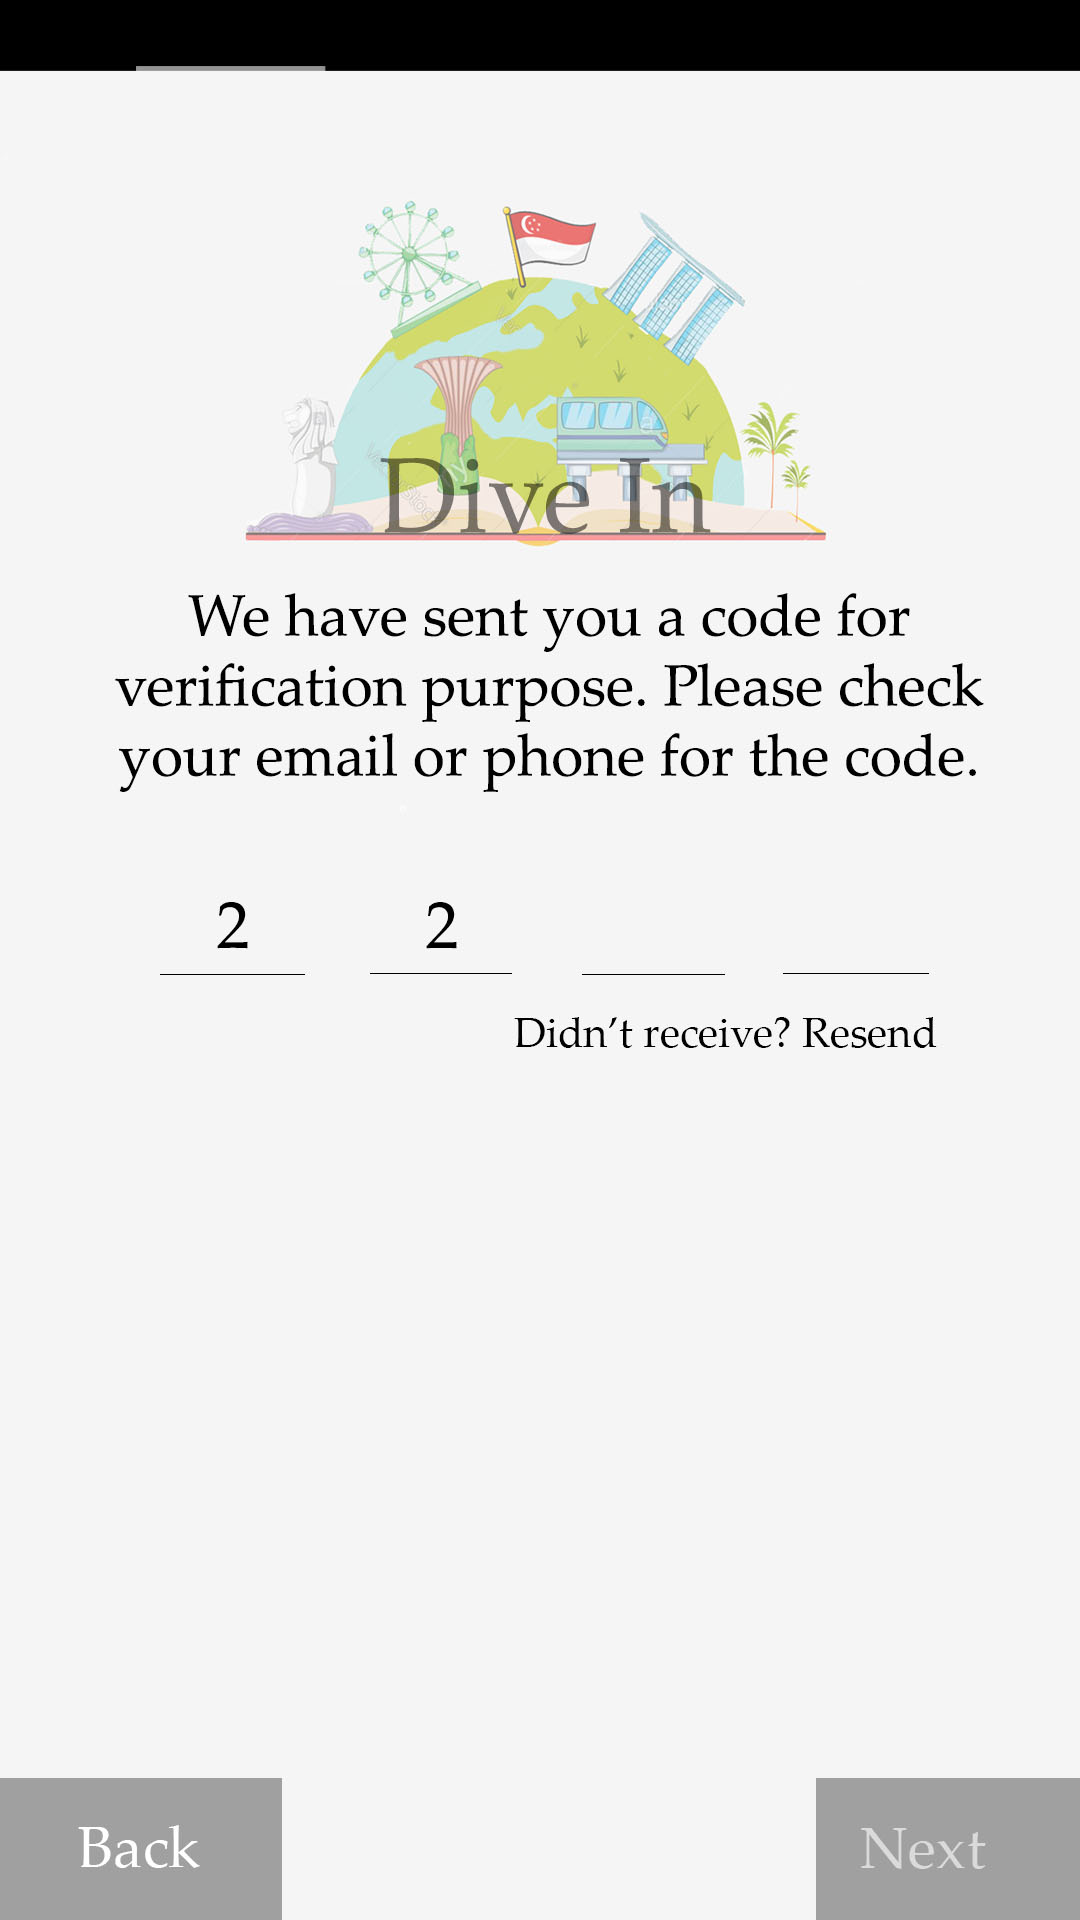 Dive In
We have sent you a code for
verification purpose. Please check
your email or phone for the code.
2 2
Didn’t receive? Resend
Back Next